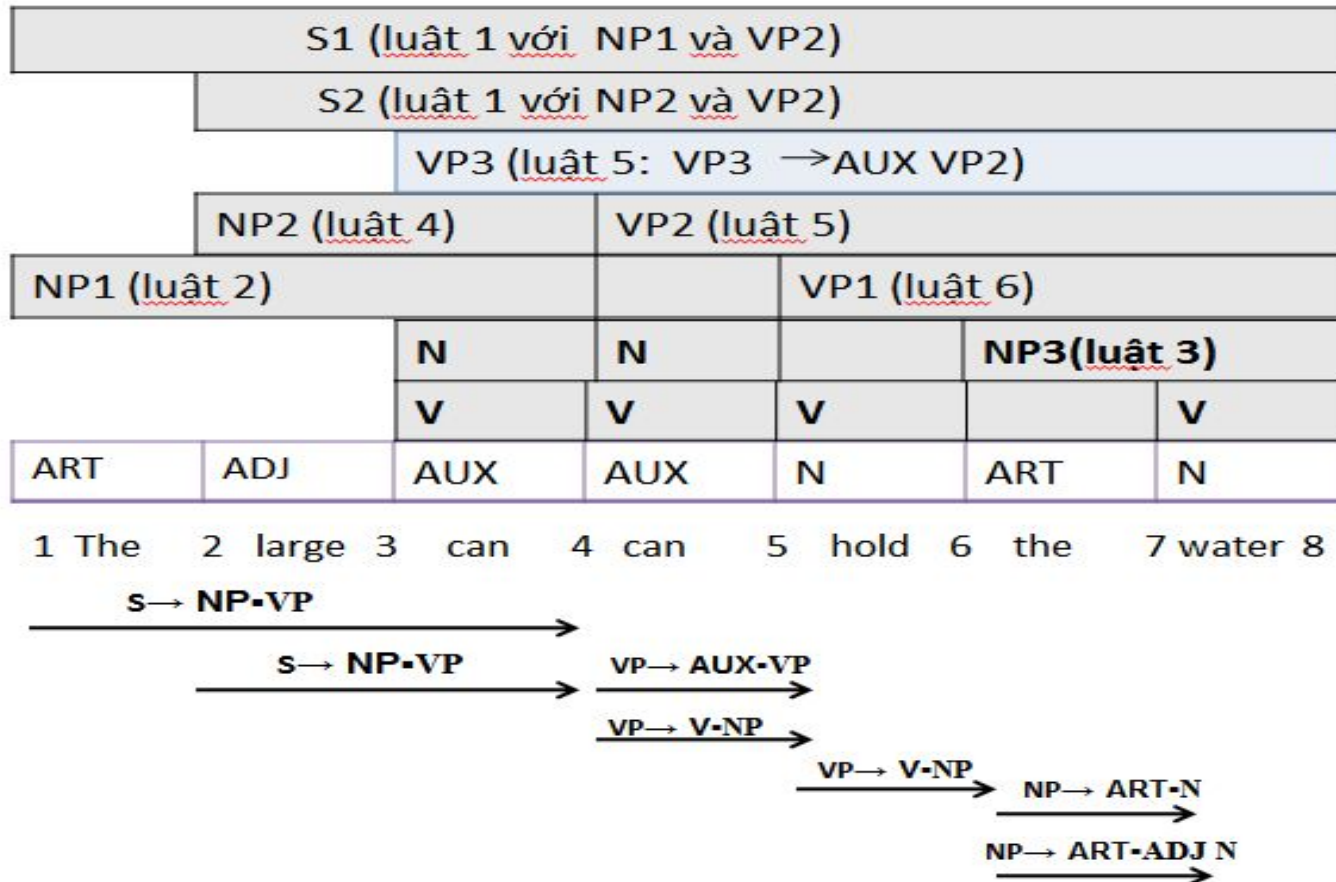 S1 (luật 1 với NP1 và VP2)
S2 (luật 1 với NP2 và VP2)
VP3 (luật 5: VP3 →AUX VP2)
NP2 (luật 4) VP2 (luật 5)
NP1 (luật 2) VP1 (luật 6)
N N NP3(luật 3)
V V V V
ART ADJ AUX AUX N ART N
1 The 2 large 3 can 4 can 5 hold 6 the 7 water 8
S→ NP-VP
S→ NP-VP VP→ AUX-VP
VP→ V-NP
VP→ V-NP NP→ ART-N
NP→ ART-ADJ N